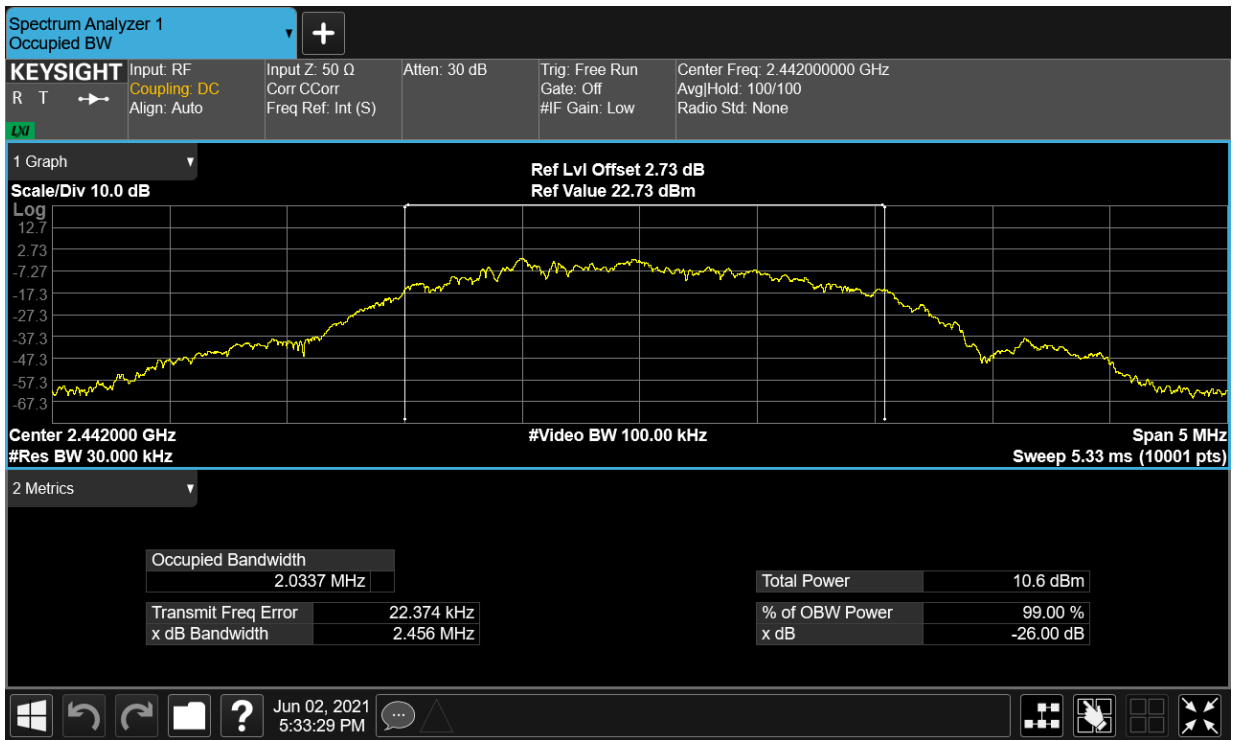 Spectrum Analyzer 1
Occupied BW
KEYSIGHT
R T
LXI
Input: RF
Coupling: DC
Align: Auto
Input Z: 50 Ω
Corr CCorr
Freq Ref: Int (S)
Atten: 30 dB
Trig: Free Run
Gate: Off
#IF Gain: Low
Center Freq: 2.442000000 GHz
Avg|Hold: 100/100
Radio Std: None
1 Graph
Scale/Div 10.0 dB
Ref Lvl Offset 2.73 dB
Ref Value 22.73 dBm
Log
12.7
2.73
-7.27
-17.3
-27.3
-37.3
-47.3
-57.3
-67.3
Center 2.442000 GHz
#Video BW 100.00 kHz
Span 5 MHz
#Res BW 30.000 kHz
Sweep 5.33 ms (10001 pts)
2 Metrics
Occupied Bandwidth
2.0337 MHz
Total Power 10.6 dBm
Transmit Freq Error 22.374 kHz
% of OBW Power 99.00 %
x dB Bandwidth 2.456 MHz
x dB -26.00 dB
?
Jun 02, 2021
5:33:29 PM